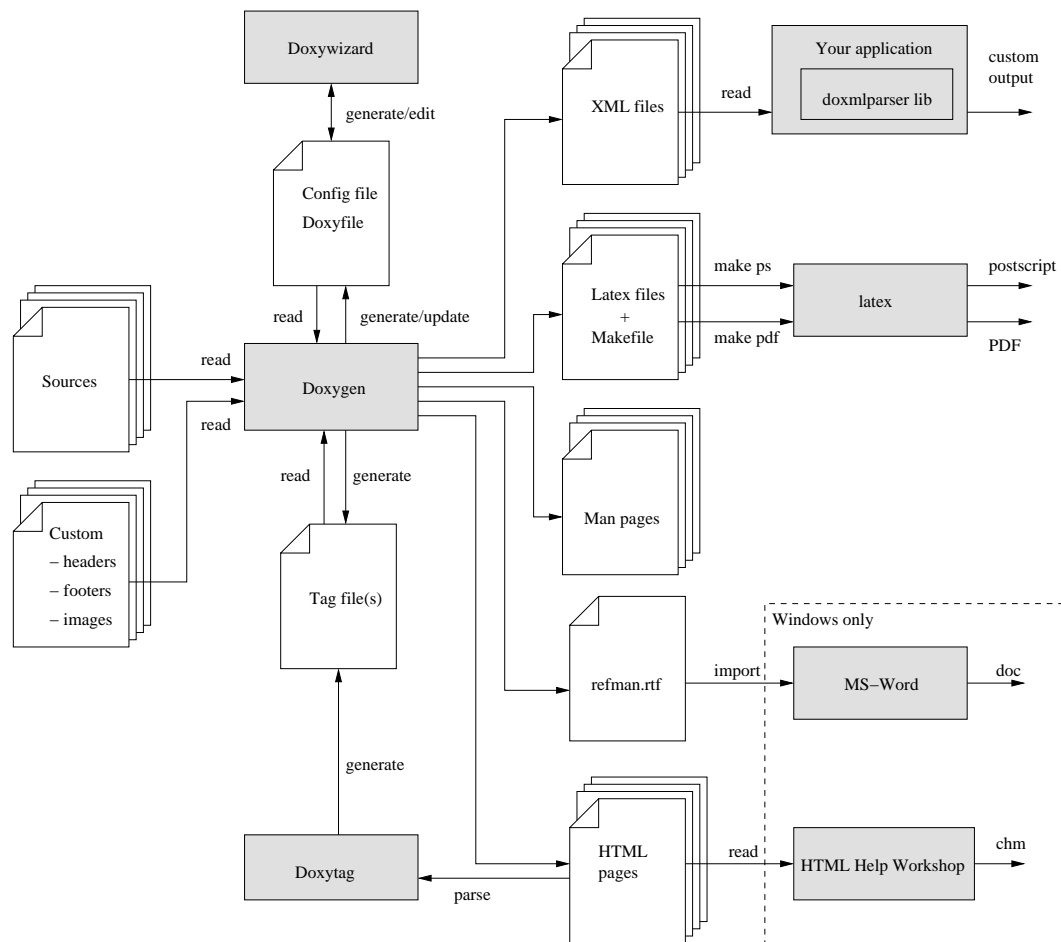 Doxywizard
generate/edit
Config file
Doxyfile
read
generate/update
Sources
read
Doxygen
read
Custom
– headers
– footers
– images
read
generate
Tag file(s)
generate
Doxytag
parse
XML files
read
Your application
doxmlparser lib
custom
output
Latex files
+
Makefile
make ps
make pdf
latex
postscript
PDF
Man pages
refman.rtf
import
Windows only
MS–Word
doc
HTML
pages
read
HTML Help Workshop
chm